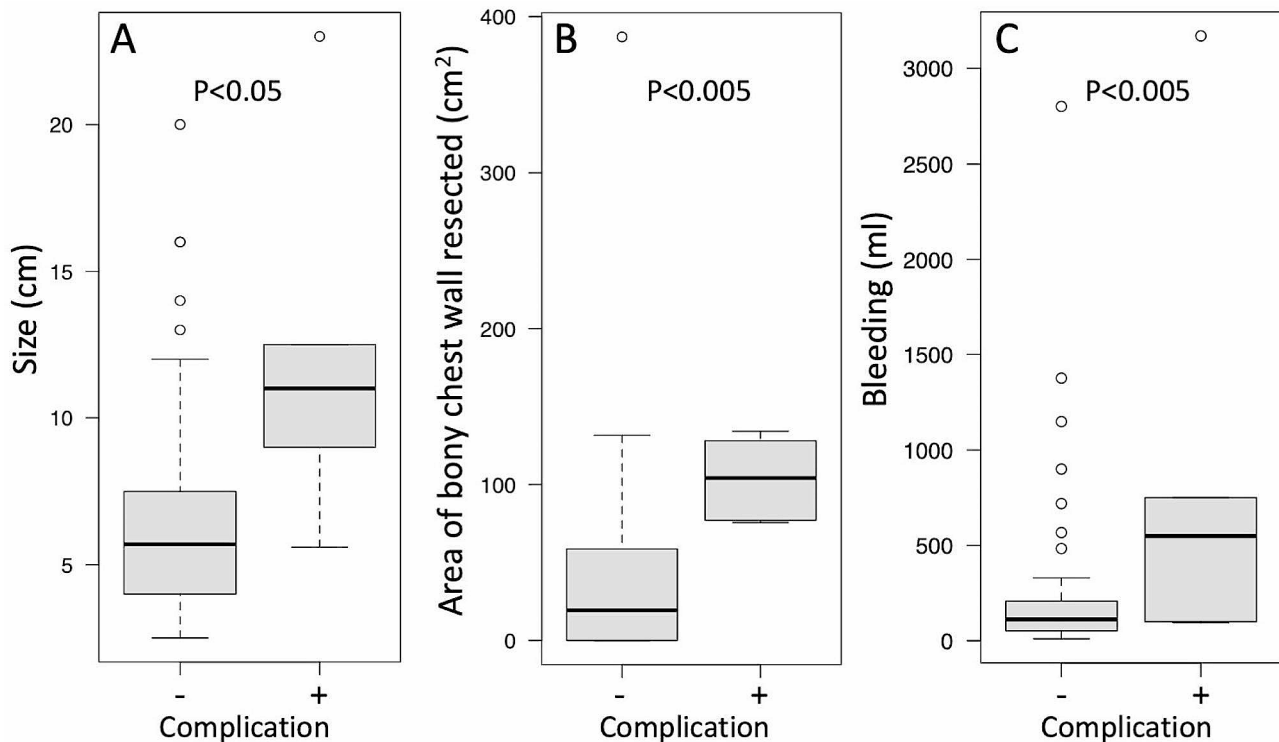 A
P<0.05
Size (cm)
20
15
10
5
-
+
Complication
B
P<0.005
Area of bony chest wall resected (cm²)
400
300
200
100
0
-
+
Complication
C
P<0.005
Bleeding (ml)
3000
2500
2000
1500
1000
500
0
-
+
Complication